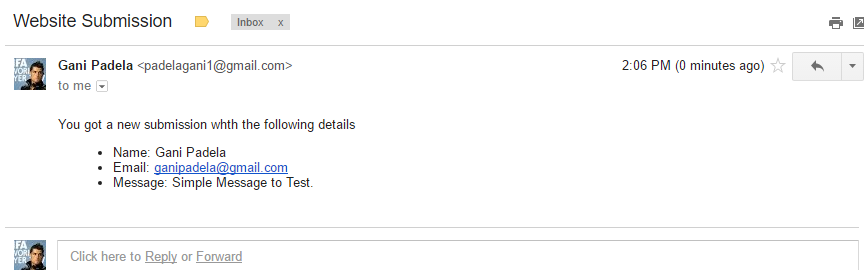 Website Submission Inbox x
Gani Padela <padelagani1@gmail.com> 2:06 PM (0 minutes ago)
to me
You got a new submission whth the following details
• Name: Gani Padela
• Email: ganipadela@gmail.com
• Message: Simple Message to Test.
Click here to Reply or Forward